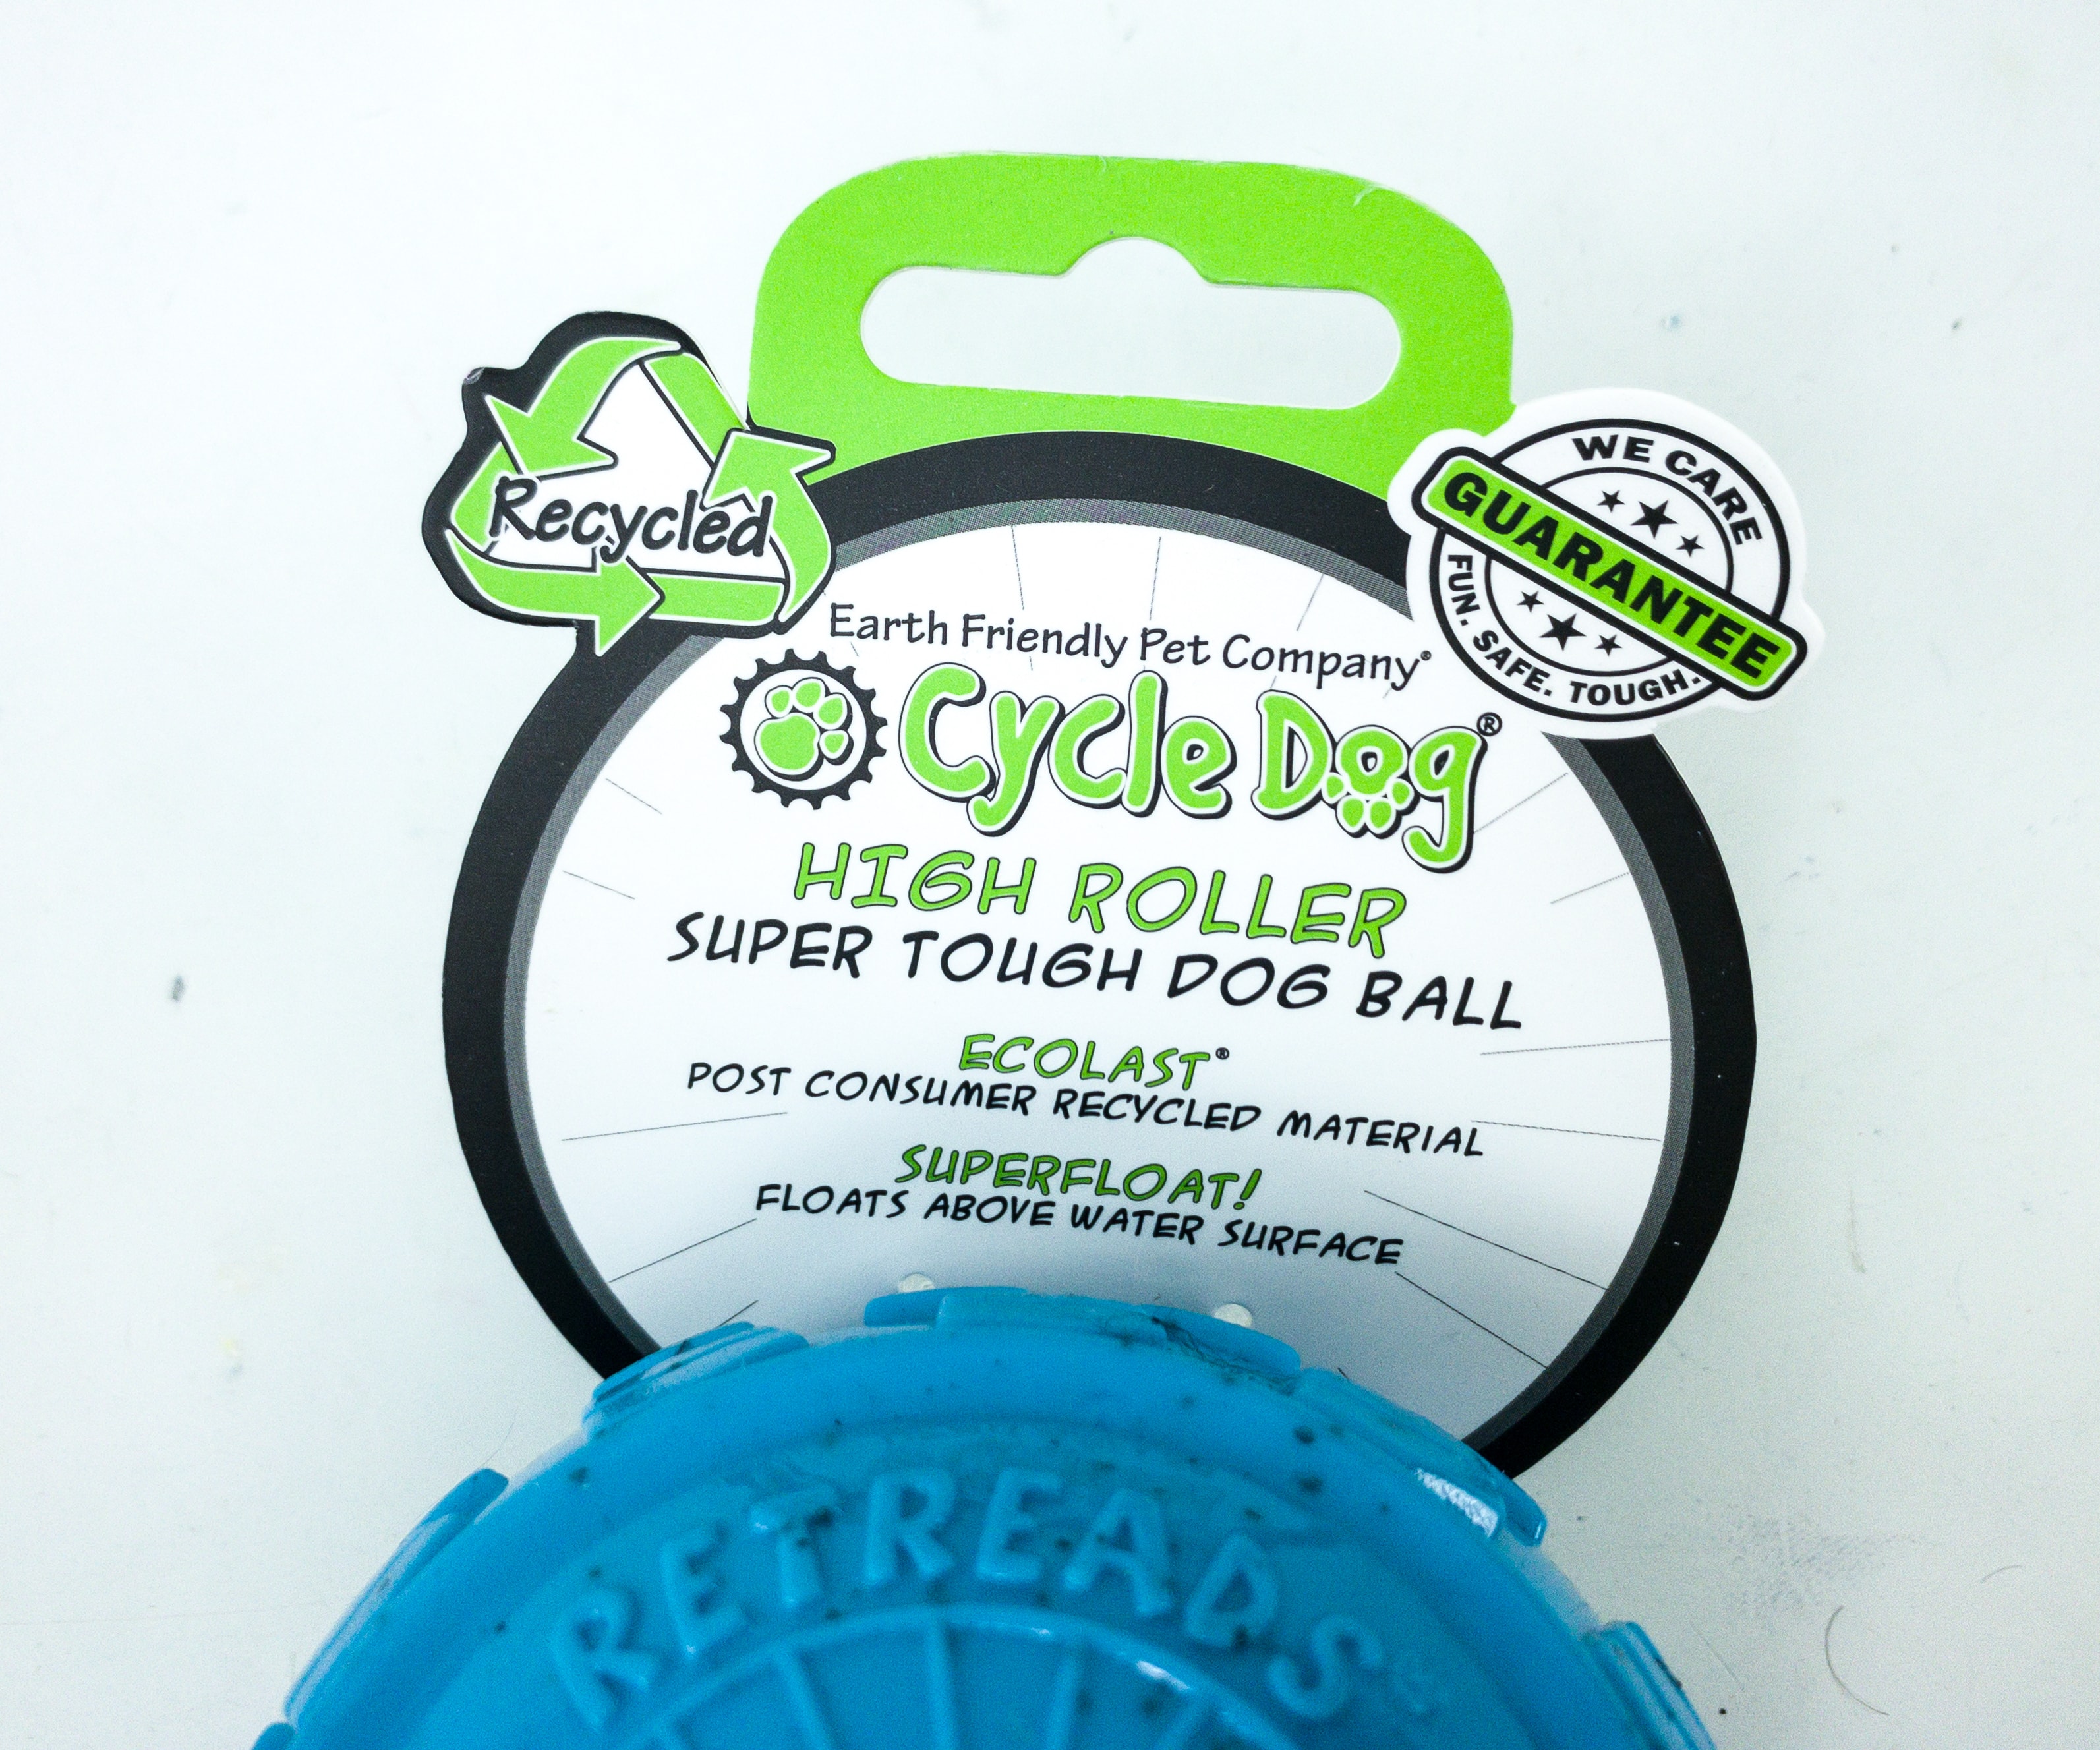 Recycled
WE CARE
GUARANTEE
FUN. SAFE. TOUGH.
Earth Friendly Pet Company®
Cycle Dog®
HIGH ROLLER
SUPER TOUGH DOG BALL
ECOLAST®
POST CONSUMER RECYCLED MATERIAL
SUPERFLOAT!
FLOATS ABOVE WATER SURFACE
RETREADS